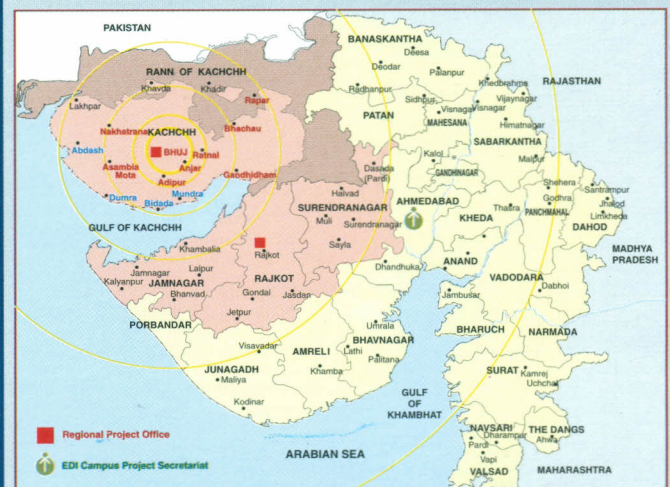 PAKISTAN
BANASKANTHA
Deesa
Deodar
Palanpur
RANN OF KACHCHH
Khavda
Khadir
Khedbrahma
RAJASTHAN
Radhanpur
Lakhpar
Rapar
Sidhpur
Vijaynagar
Visnagar
Visnagar
PATAN
MAHESANA
Himatnagar
Nakhatrana
KACHCHH
Bhachau
SABARKANTHA
Abdash
BHUJ
Ratnal
Kalol
Malpur
Asambia
Mota
Anjar
Dasada
(Pardi)
GANDHINAGAR
Adipur
Gandhidham
Shehera
Santrampur
Dumra
Mundra
Bidada
Halvad
AHMEDABAD
Godhra
Jhalod
SURENDRANAGAR
Thasra
PANCHMAHAL
Limkheda
Muli
Surendranagar
KHEDA
DAHOD
GULF OF KACHCHH
Sayla
Khambalia
Rajkot
MADHYA
PRADESH
Dhandhuka
ANAND
Jamnagar
Lalpur
RAJKOT
VADODARA
Kalyanpur
JAMNAGAR
Gondal
Jasdan
Jambusar
Dabhoi
Bhanvad
Jetpur
PORBANDAR
Umrala
BHARUCH
NARMADA
Visavadar
BHAVNAGAR
AMRELI
Lathi
Palitana
JUNAGADH
Khamba
SURAT
Kamrej
Maliya
Uchchal
Kodinar
GULF
OF
KHAMBHAT
NAVSARI
THE DANGS
Pardi
Dharampur
Ahwa
Vapi
VALSAD
MAHARASHTRA
ARABIAN SEA
Regional Project Office
EDI Campus Project Secretariat